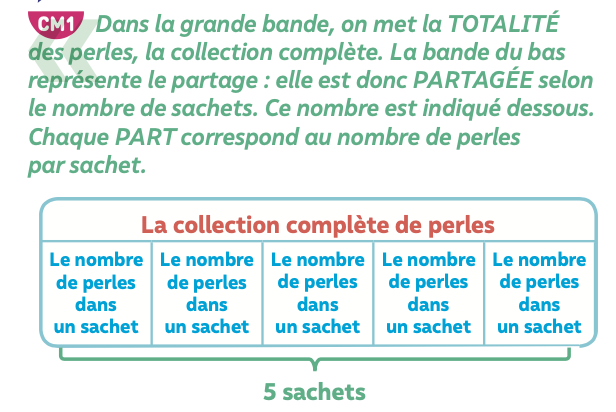 CM1 Dans la grande bande, on met la TOTALITÉ
des perles, la collection complète. La bande du bas
représente le partage : elle est donc PARTAGÉE selon
le nombre de sachets. Ce nombre est indiqué dessous.
Chaque PART correspond au nombre de perles
par sachet.
La collection complète de perles
Le nombre Le nombre Le nombre Le nombre Le nombre
de perles de perles de perles de perles de perles
dans dans dans dans dans
un sachet un sachet un sachet un sachet un sachet
5 sachets